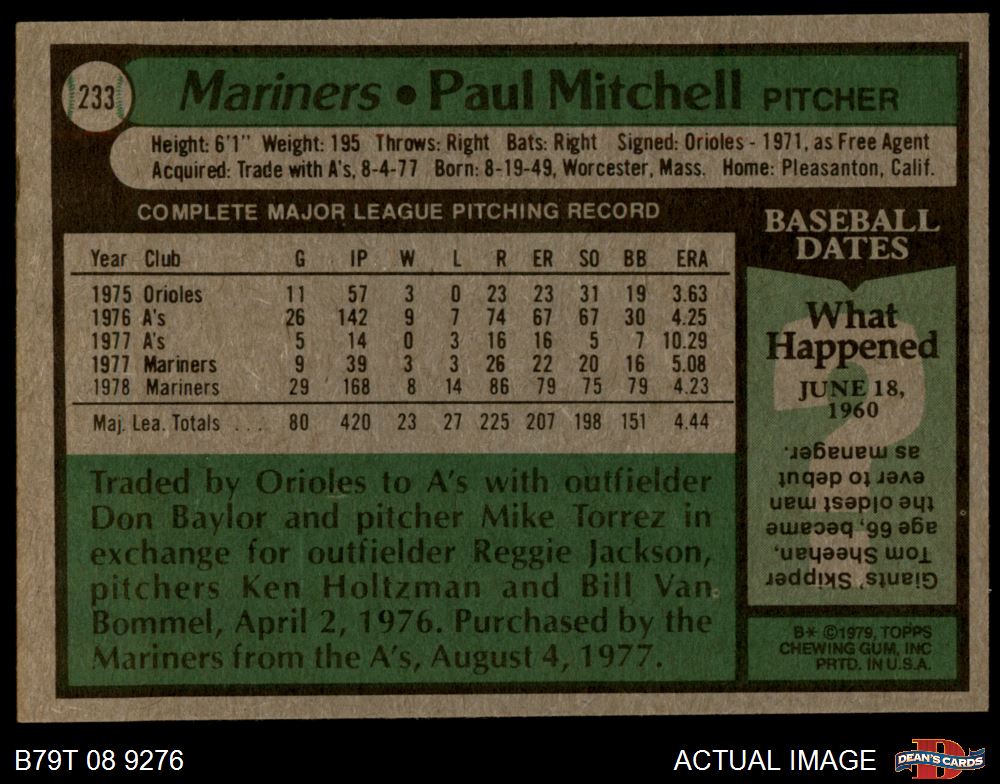 233
Mariners • Paul Mitchell PITCHER
Height: 6'1" Weight: 195 Throws: Right Bats: Right Signed: Orioles - 1971, as Free Agent
Acquired: Trade with A's, 8-4-77 Born: 8-19-49, Worcester, Mass. Home: Pleasanton, Calif.
COMPLETE MAJOR LEAGUE PITCHING RECORD
Year Club G IP W L R ER SO BB ERA
1975 Orioles 11 57 3 0 23 23 31 19 3.63
1976 A's 26 142 9 7 74 67 67 30 4.25
1977 A's 5 14 0 3 16 16 5 7 10.29
1977 Mariners 9 39 3 3 26 22 20 16 5.08
1978 Mariners 29 168 8 14 86 79 75 79 4.23
Maj. Lea. Totals . . . 80 420 23 27 225 207 198 151 4.44
Traded by Orioles to A's with outfielder
Don Baylor and pitcher Mike Torrez in
exchange for outfielder Reggie Jackson,
pitchers Ken Holtzman and Bill Van
Bommel, April 2, 1976. Purchased by the
Mariners from the A's, August 4, 1977.
BASEBALL
DATES
What
Happened
JUNE 18,
1960
?
Giants' Skipper
Tom Sheehan,
age 66, became
the oldest man
ever to debut
as manager.
B* ©1979, TOPPS
CHEWING GUM, INC
PRTD. IN U.S.A.
B79T 08 9276
ACTUAL IMAGE
D
DEAN'S CARDS